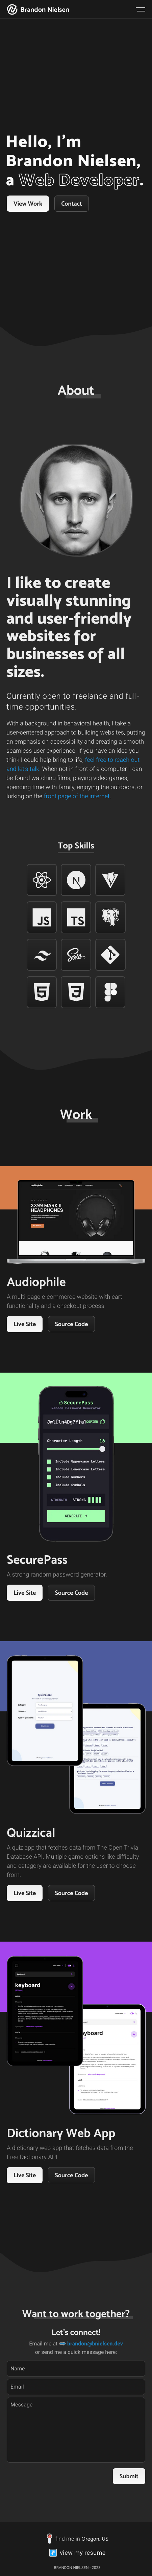 Brandon Nielsen
Hello, I'm
Brandon Nielsen,
a Web Developer.
View Work
Contact
About
I like to create
visually stunning
and user-friendly
websites for
businesses of all
sizes.
Currently open to freelance and full-
time opportunities.
With a background in behavioral health, I take a
user-centered approach to building websites, putting
an emphasis on accessibility and creating a smooth and
seamless user experience. If you have an idea you
think I could help bring to life, feel free to reach out
and let's talk. When not in front of a computer, I can
be found watching films, playing video games,
spending time with family, enjoying the outdoors, or
lurking on the front page of the internet.
Top Skills
JS
TS
Sass
Work
audiophile
XX99 MARK II
HEADPHONES
Audiophile
A multi-page e-commerce website with cart
functionality and a checkout process.
Live Site
Source Code
SecurePass
Random Password Generator
Character Length
16
Include Uppercase Letters
Include Lowercase Letters
Include Numbers
Include Symbols
STRENGTH
STRONG
GENERATE
SecurePass
A strong random password generator.
Live Site
Source Code
Quizzical
Quizzical
A quiz app that fetches data from The Open Trivia
Database API. Multiple game options like difficulty
and category are available for the user to choose
from.
Live Site
Source Code
keyboard
keyboard
Dictionary Web App
A dictionary web app that fetches data from the
Free Dictionary API.
Live Site
Source Code
Want to work together?
Let's connect!
Email me at brandon@bnielsen.dev
or send me a quick message here:
Name
Email
Message
Submit
find me in Oregon, US
view my resume
BRANDON NIELSEN - 2023